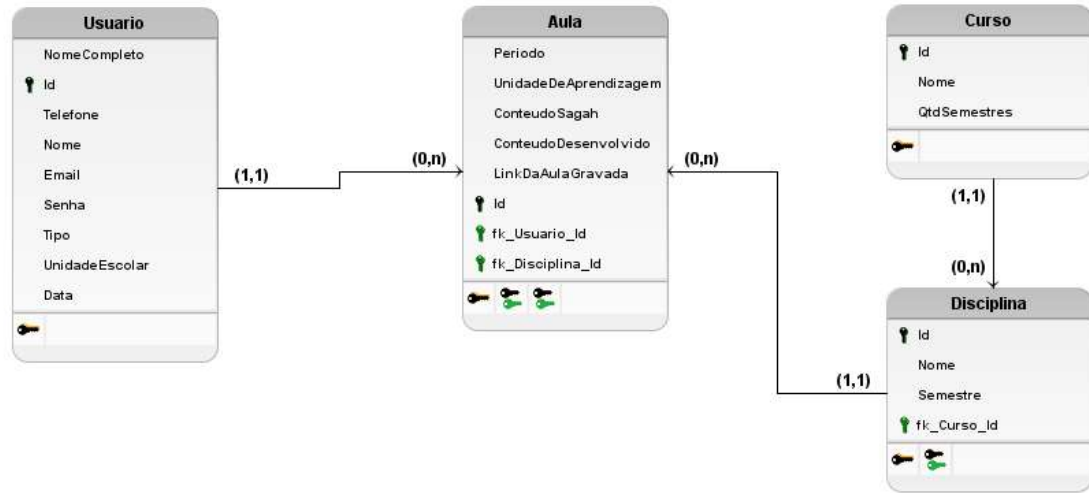 Usuario
NomeCompleto
Id
Telefone
Nome
Email
Senha
Tipo
UnidadeEscolar
Data
(1,1)
(0,n)
Aula
Periodo
UnidadeDeAprendizagem
ConteudoSagah
ConteudoDesenvolvido
LinkDaAulaGravada
Id
fk_Usuario_Id
fk_Disciplina_Id
(0,n)
(1,1)
Curso
Id
Nome
QtdSemestres
(1,1)
(0,n)
Disciplina
Id
Nome
Semestre
fk_Curso_Id